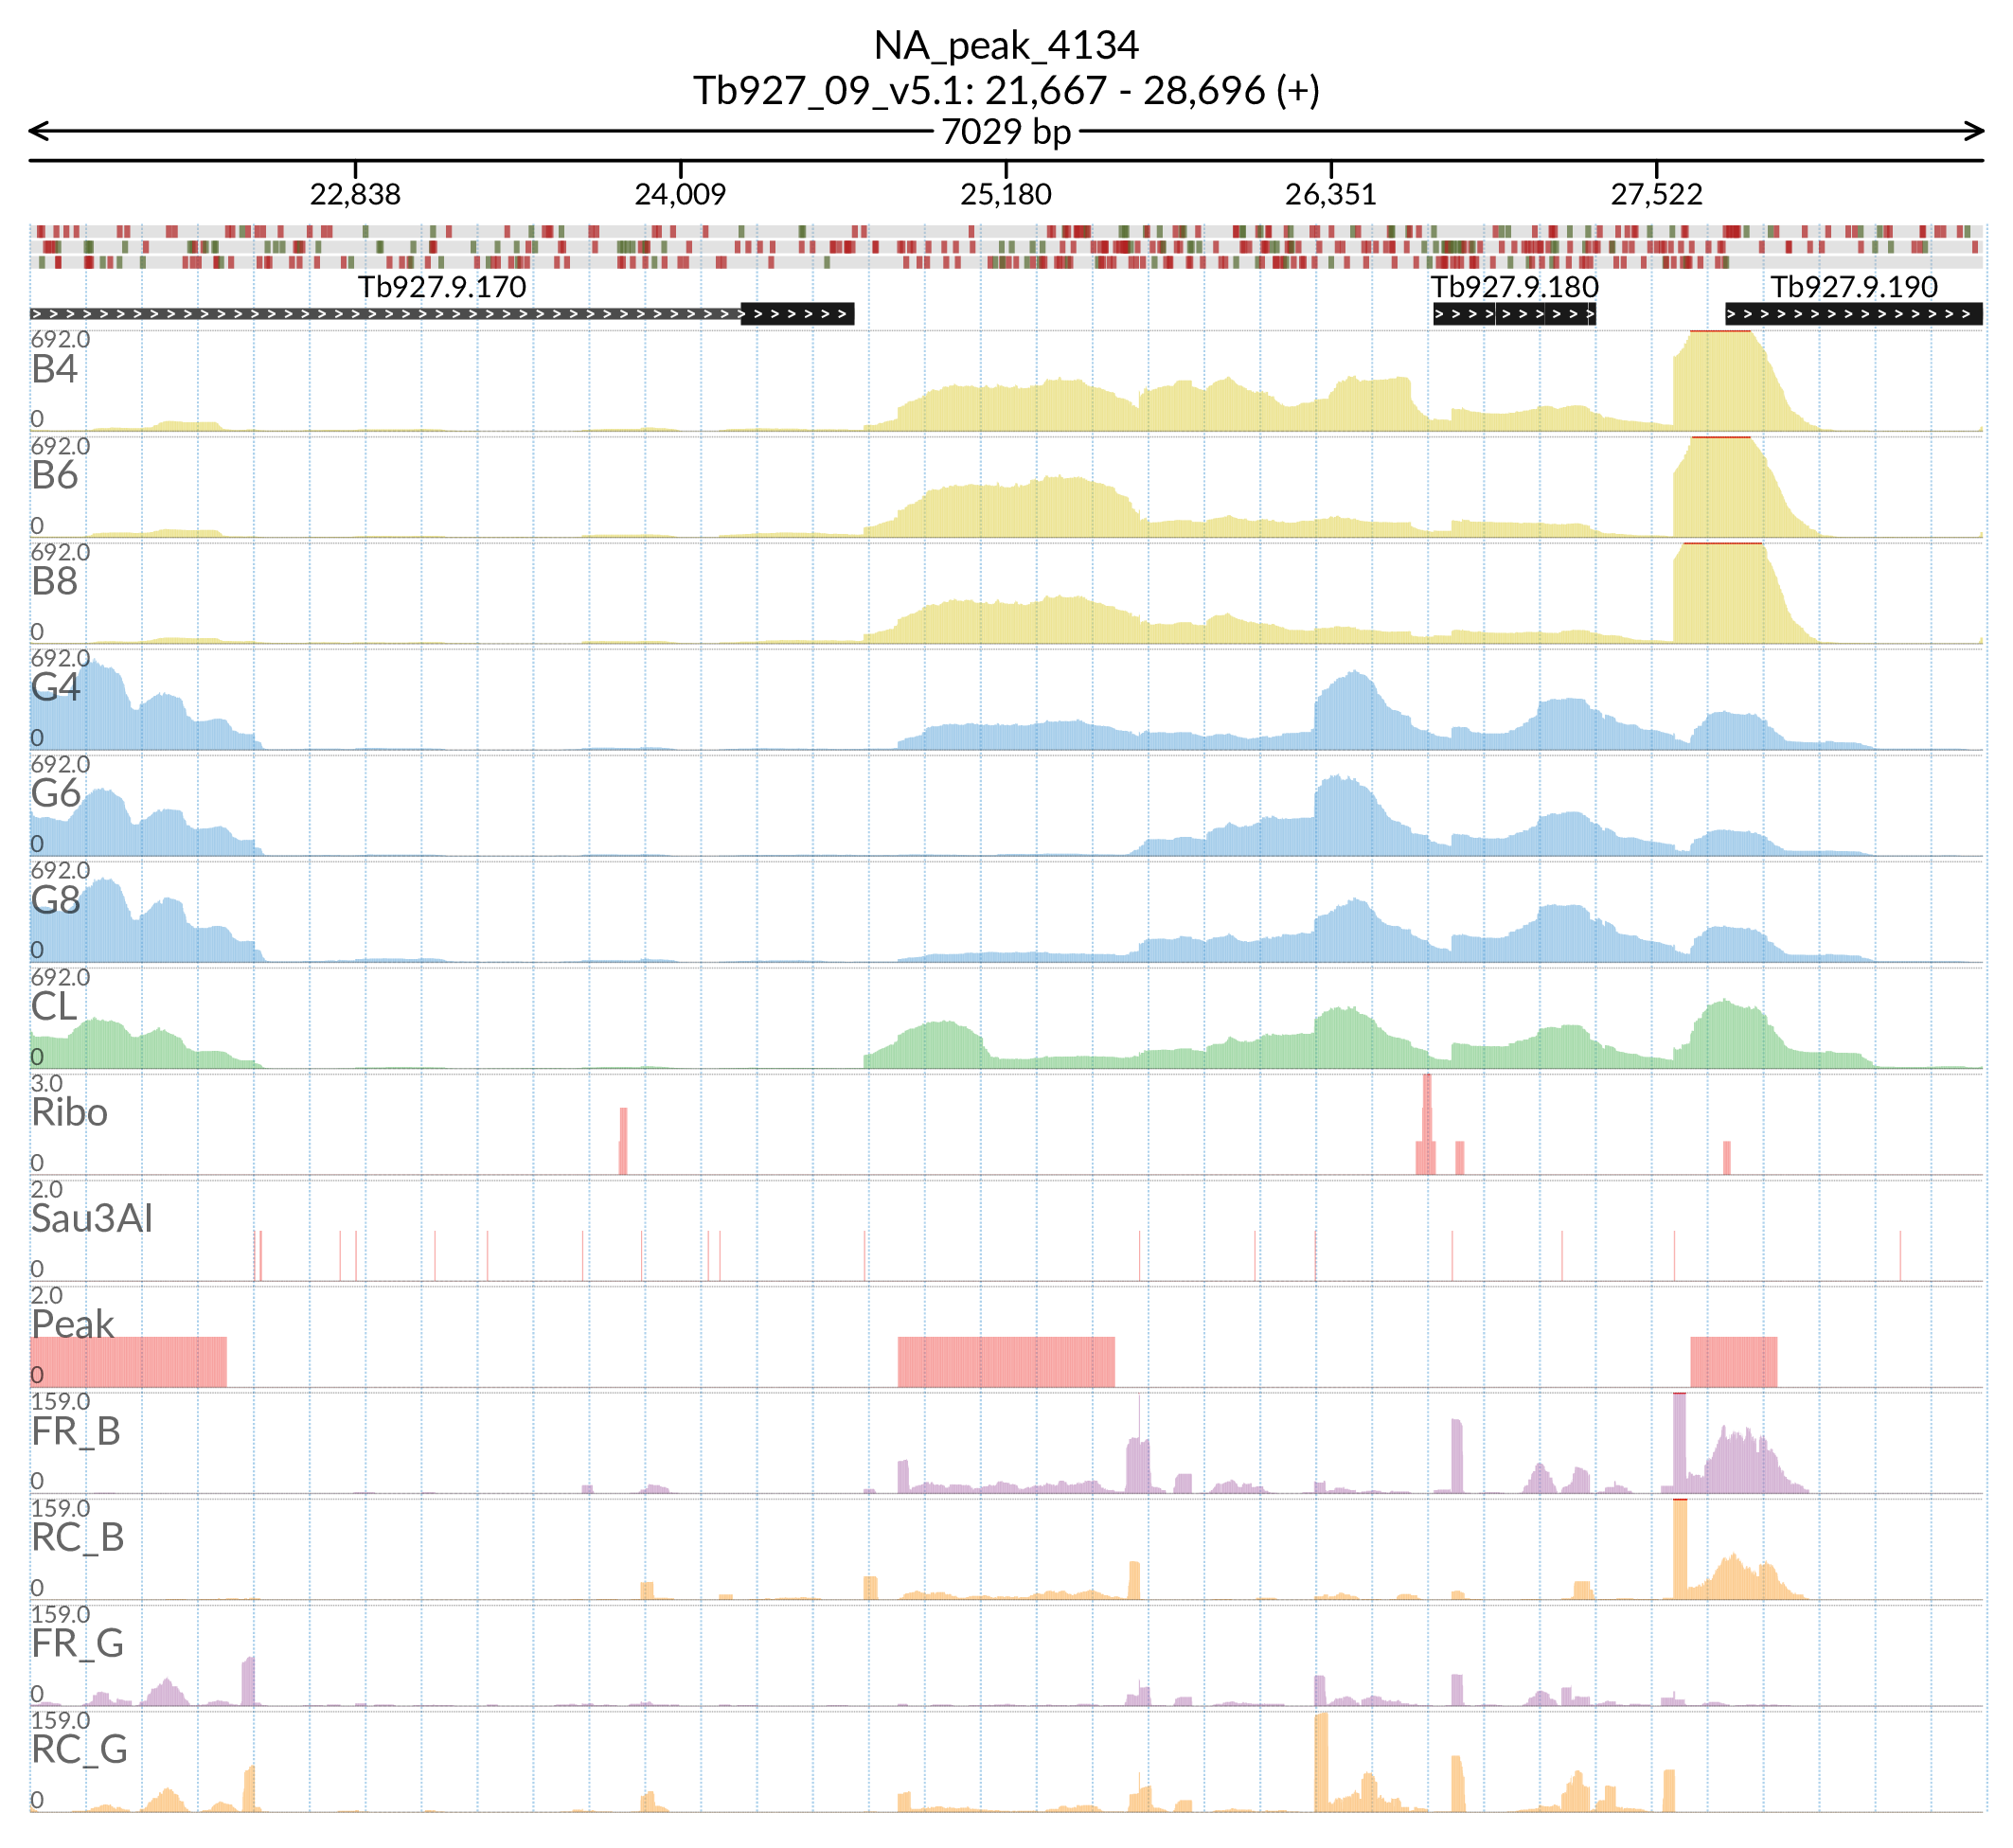 NA_peak_4134
Tb927_09_v5.1: 21,667 - 28,696 (+)
7029 bp
22,838 24,009 25,180 26,351 27,522
Tb927.9.170 Tb927.9.180 Tb927.9.190
692.0
B4
0
692.0
B6
0
692.0
B8
0
692.0
G4
0
692.0
G6
0
692.0
G8
0
692.0
CL
0
3.0
Ribo
0
2.0
Sau3AI
0
2.0
Peak
0
159.0
FR_B
0
159.0
RC_B
0
159.0
FR_G
0
159.0
RC_G
0